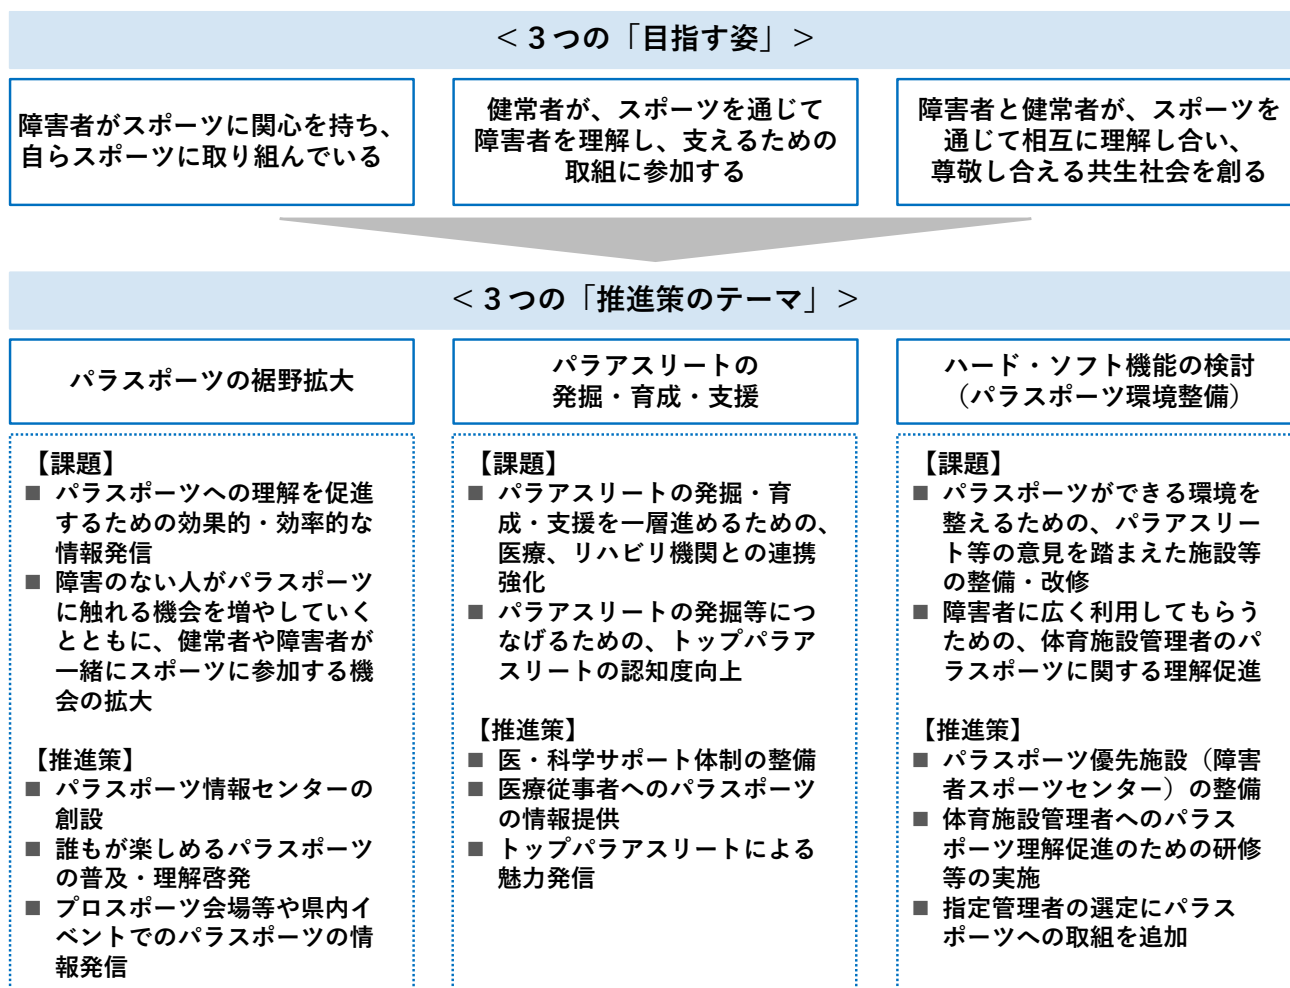 ＜３つの「目指す姿」＞
障害者がスポーツに関心を持ち、
自らスポーツに取り組んでいる
健常者が、スポーツを通じて
障害者を理解し、支えるための
取組に参加する
障害者と健常者が、スポーツを
通じて相互に理解し合い、
尊敬し合える共生社会を創る
＜３つの「推進策のテーマ」＞
パラスポーツの裾野拡大
【課題】
■ パラスポーツへの理解を促進
するための効果的・効率的な
情報発信
■ 障害のない人がパラスポーツ
に触れる機会を増やしていく
とともに、健常者や障害者が
一緒にスポーツに参加する機
会の拡大
【推進策】
■ パラスポーツ情報センターの
創設
■ 誰もが楽しめるパラスポーツ
の普及・理解啓発
■ プロスポーツ会場等や県内イ
ベントでのパラスポーツの情
報発信
パラアスリートの
発掘・育成・支援
【課題】
■ パラアスリートの発掘・育
成・支援を一層進めるための、
医療、リハビリ機関との連携
強化
■ パラアスリートの発掘等につ
なげるための、トップパラア
スリートの認知度向上
【推進策】
■ 医・科学サポート体制の整備
■ 医療従事者へのパラスポーツ
の情報提供
■ トップパラアスリートによる
魅力発信
ハード・ソフト機能の検討
（パラスポーツ環境整備）
【課題】
■ パラスポーツができる環境を
整えるための、パラアスリー
ト等の意見を踏まえた施設等
の整備・改修
■ 障害者に広く利用してもらう
ための、体育施設管理者のパ
ラスポーツに関する理解促進
【推進策】
■ パラスポーツ優先施設（障害
者スポーツセンター）の整備
■ 体育施設管理者へのパラス
ポーツ理解促進のための研修
等の実施
■ 指定管理者の選定にパラス
ポーツへの取組を追加